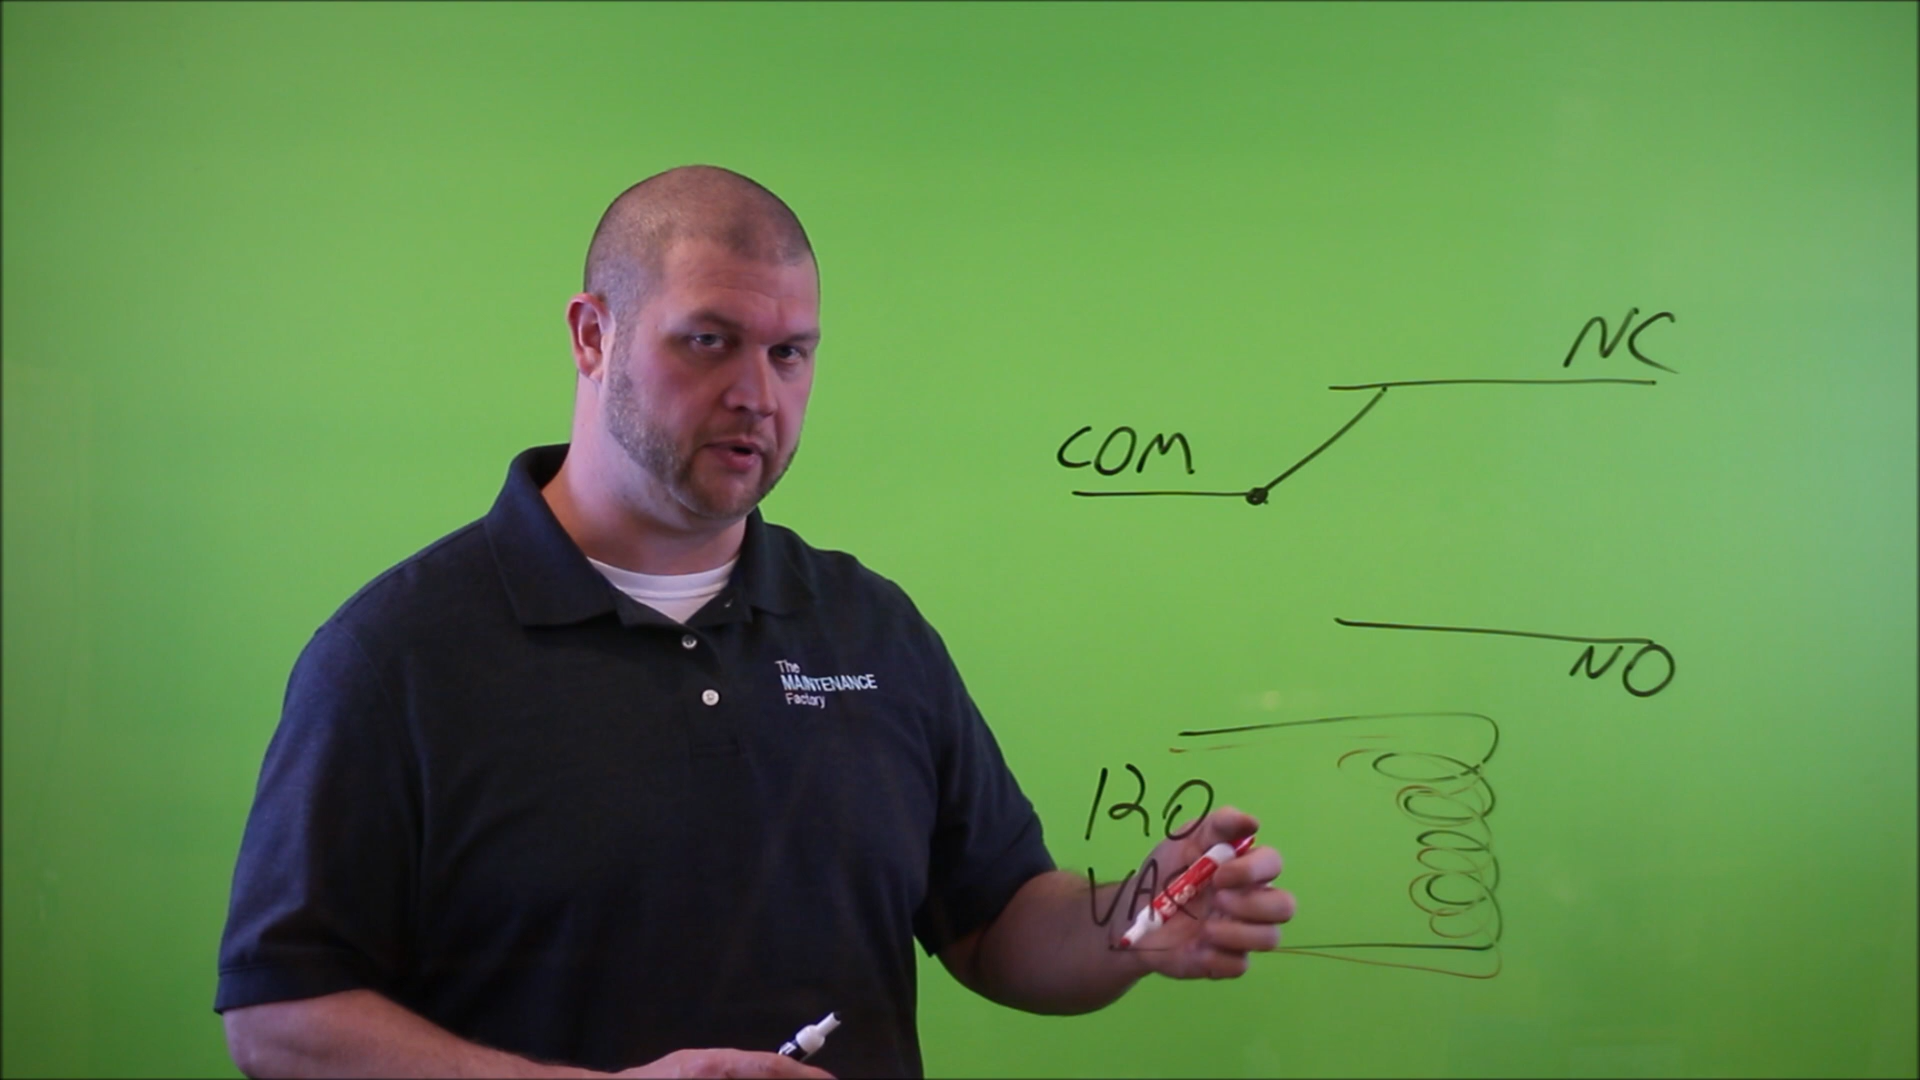 NC
COM
NO
The
MAINTENANCE
Factory
120
VAC